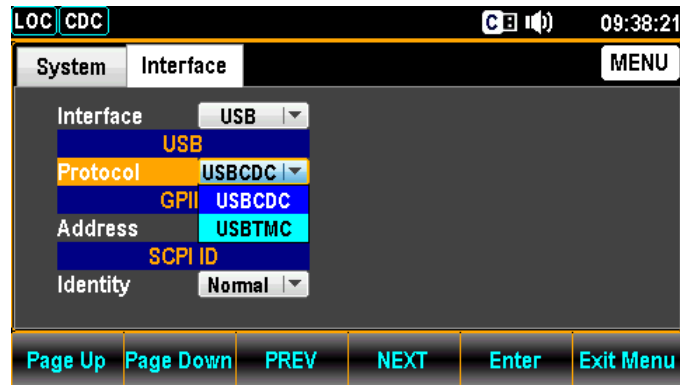 LOC CDC C 09:38:21
System Interface MENU
Interface USB
USB
Protocol USBCDC
USBCDC
Address USBTMC
SCPI ID
Identity Normal
Page Up Page Down PREV NEXT Enter Exit Menu